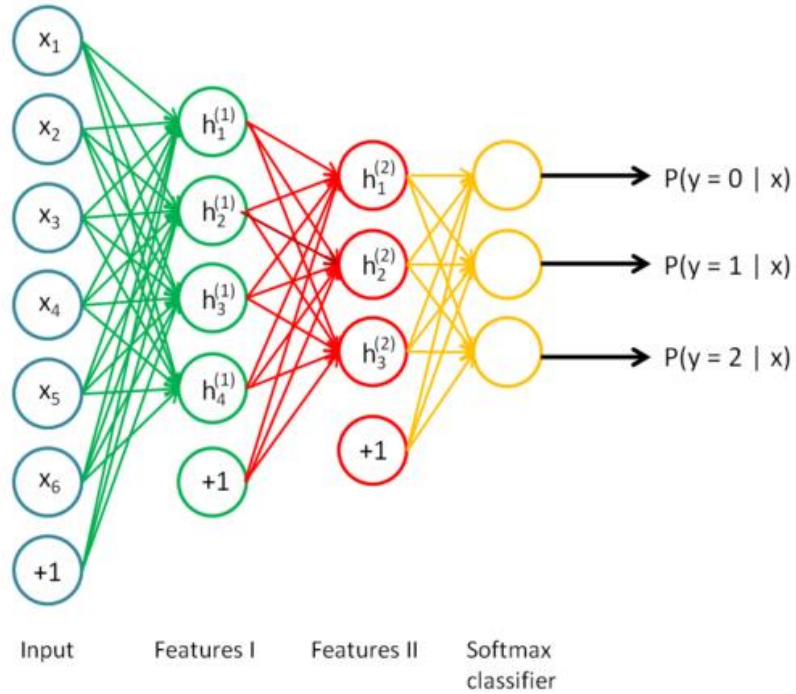 x₁
x₂
x₃
x₄
x₅
x₆
+1
h₁⁽¹⁾
h₂⁽¹⁾
h₃⁽¹⁾
h₄⁽¹⁾
+1
h₁⁽²⁾
h₂⁽²⁾
h₃⁽²⁾
+1
P(y = 0 | x)
P(y = 1 | x)
P(y = 2 | x)
Input
Features I
Features II
Softmax
classifier